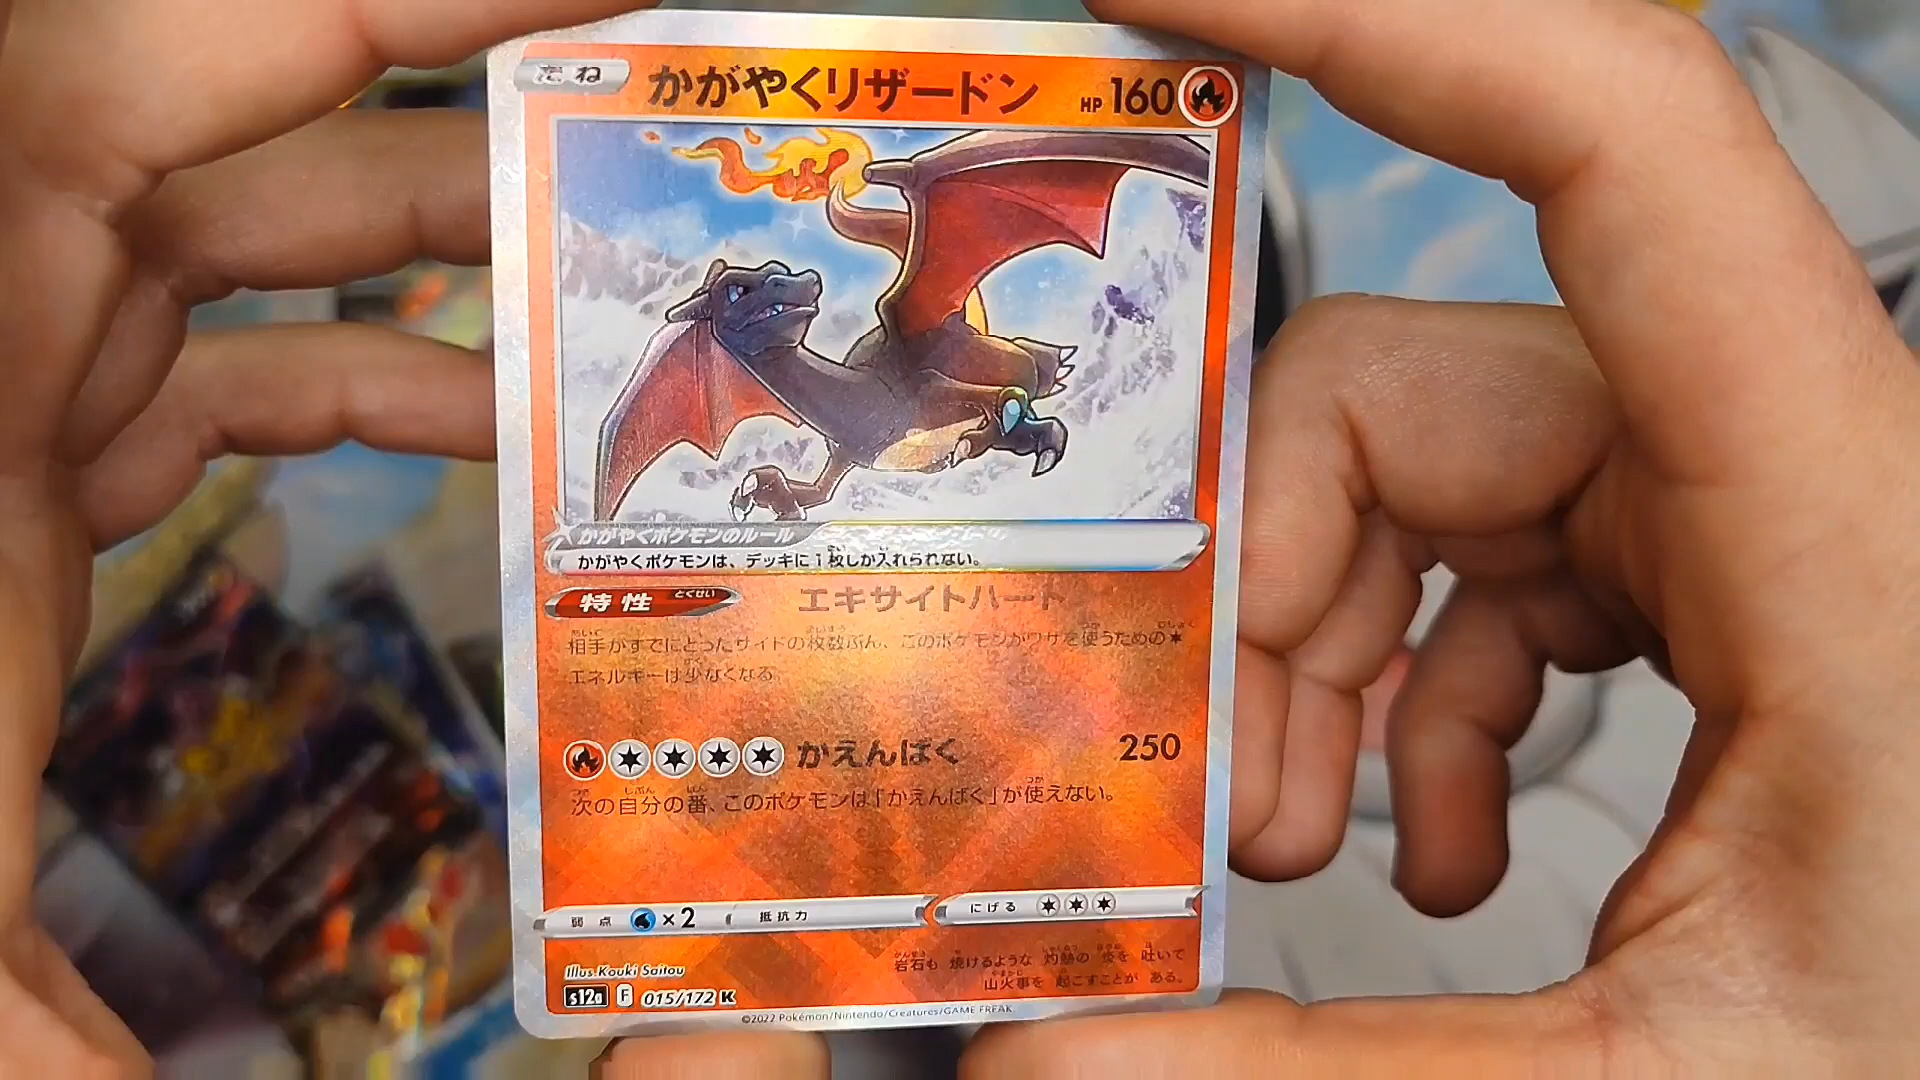 たね かがやくリザードン HP 160
かがやくポケモンのルール
かがやくポケモンは、デッキに1枚しか入れられない。
特性 とくせい エキサイトハート
相手がすでにとったサイドの枚数ぶん、このポケモンがワザを使うための
エネルギーは少なくなる。
かえんばく 250
次の自分の番、このポケモンは「かえんばく」が使えない。
弱点 ×2 抵抗力 にげる
岩石も 焼けるような 灼熱の 炎を 吐いて
山火事を 起こすことが ある。
Illus. Kouki Saitou
s12a F 015/172 K
©2022 Pokémon/Nintendo/Creatures/GAME FREAK.